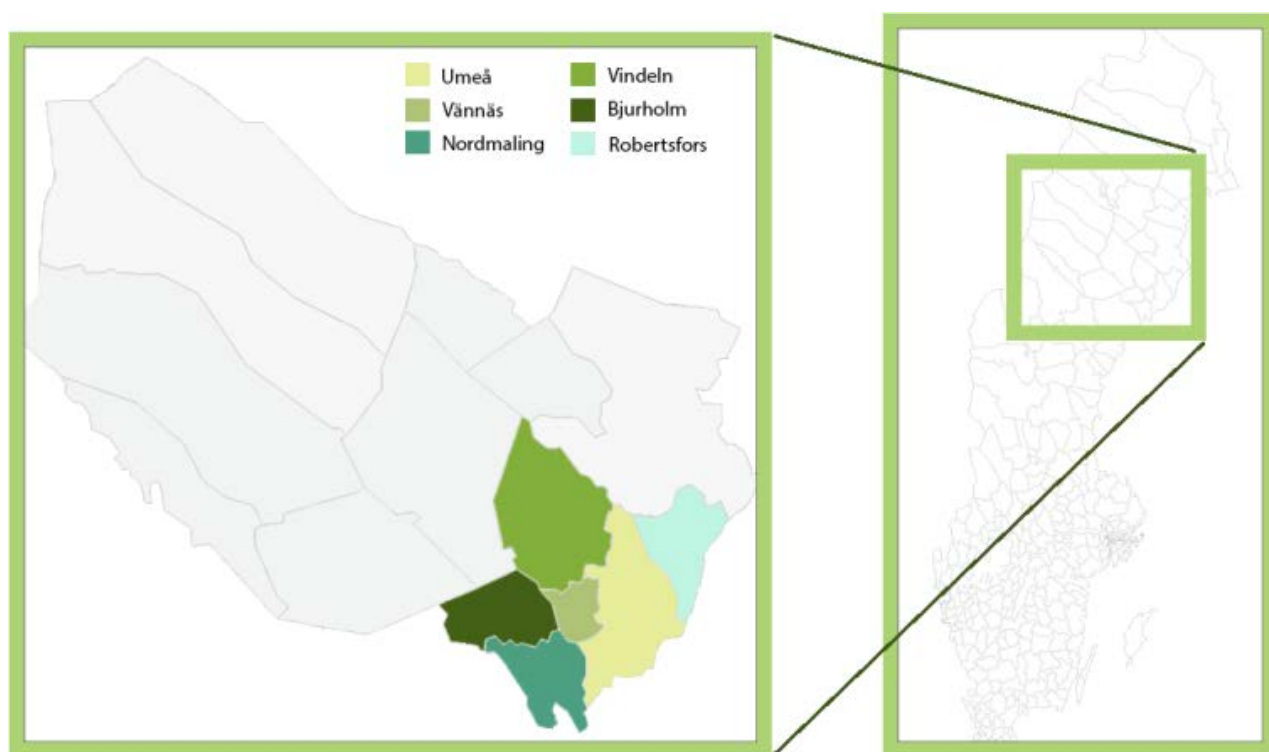 Umeå
Vännäs
Nordmaling
Vindeln
Bjurholm
Robertsfors